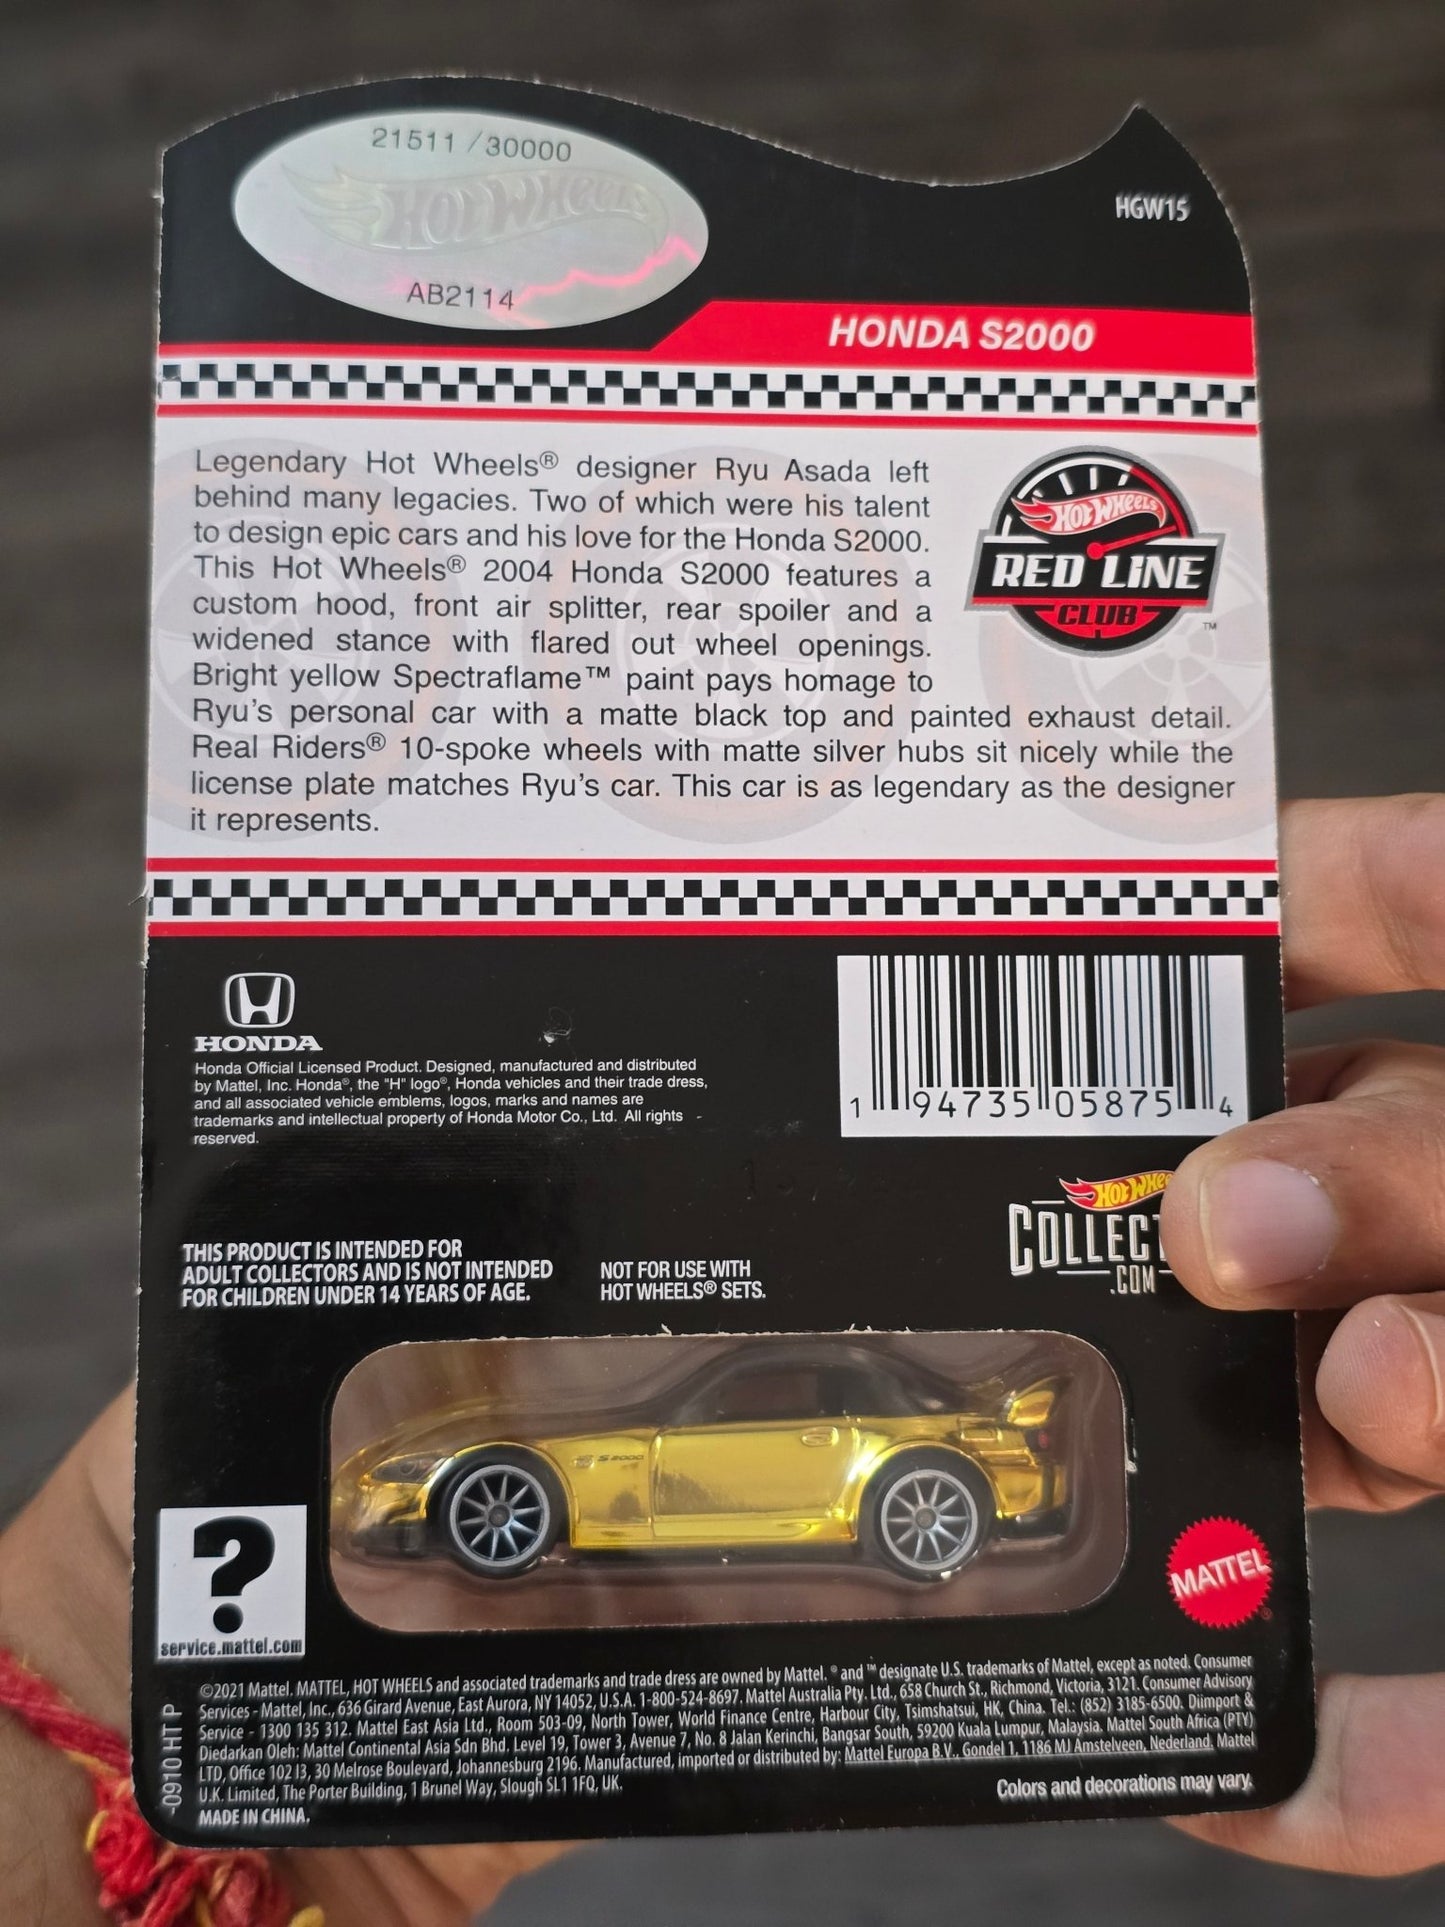 21511 / 30000
HOT WHEELS
AB2114
HGW15
HONDA S2000
Legendary Hot Wheels® designer Ryu Asada left
behind many legacies. Two of which were his talent
to design epic cars and his love for the Honda S2000.
This Hot Wheels® 2004 Honda S2000 features a
custom hood, front air splitter, rear spoiler and a
widened stance with flared out wheel openings.
Bright yellow Spectraflame™ paint pays homage to
Ryu's personal car with a matte black top and painted exhaust detail.
Real Riders® 10-spoke wheels with matte silver hubs sit nicely while the
license plate matches Ryu's car. This car is as legendary as the designer
it represents.
HOT WHEELS
RED LINE
CLUB™
HONDA
Honda Official Licensed Product. Designed, manufactured and distributed
by Mattel, Inc. Honda®, the "H" logo®, Honda vehicles and their trade dress,
and all associated vehicle emblems, logos, marks and names are
trademarks and intellectual property of Honda Motor Co., Ltd. All rights
reserved.
1 94735 05875 4
HOT WHEE
COLLECT
.COM
THIS PRODUCT IS INTENDED FOR
ADULT COLLECTORS AND IS NOT INTENDED
FOR CHILDREN UNDER 14 YEARS OF AGE.
NOT FOR USE WITH
HOT WHEELS® SETS.
S2000
?
service.mattel.com
MATTEL®
©2021 Mattel. MATTEL, HOT WHEELS and associated trademarks and trade dress are owned by Mattel. ® and ™ designate U.S. trademarks of Mattel, except as noted. Consumer
Services - Mattel, Inc., 636 Girard Avenue, East Aurora, NY 14052, U.S.A. 1-800-524-8697. Mattel Australia Pty. Ltd., 658 Church St., Richmond, Victoria, 3121. Consumer Advisory
Service - 1300 135 312. Mattel East Asia Ltd., Room 503-09, North Tower, World Finance Centre, Harbour City, Tsimshatsui, HK, China. Tel.: (852) 3185-6500. Diimport &
Diedarkan Oleh: Mattel Continental Asia Sdn Bhd. Level 19, Tower 3, Avenue 7, No. 8 Jalan Kerinchi, Bangsar South, 59200 Kuala Lumpur, Malaysia. Mattel South Africa (PTY)
LTD, Office 102 I3, 30 Melrose Boulevard, Johannesburg 2196. Manufactured, imported or distributed by: Mattel Europa B.V., Gondel 1, 1186 MJ Amstelveen, Nederland. Mattel
U.K. Limited, The Porter Building, 1 Brunel Way, Slough SL1 1FQ, UK.
MADE IN CHINA.
Colors and decorations may vary.
-0910 HT P